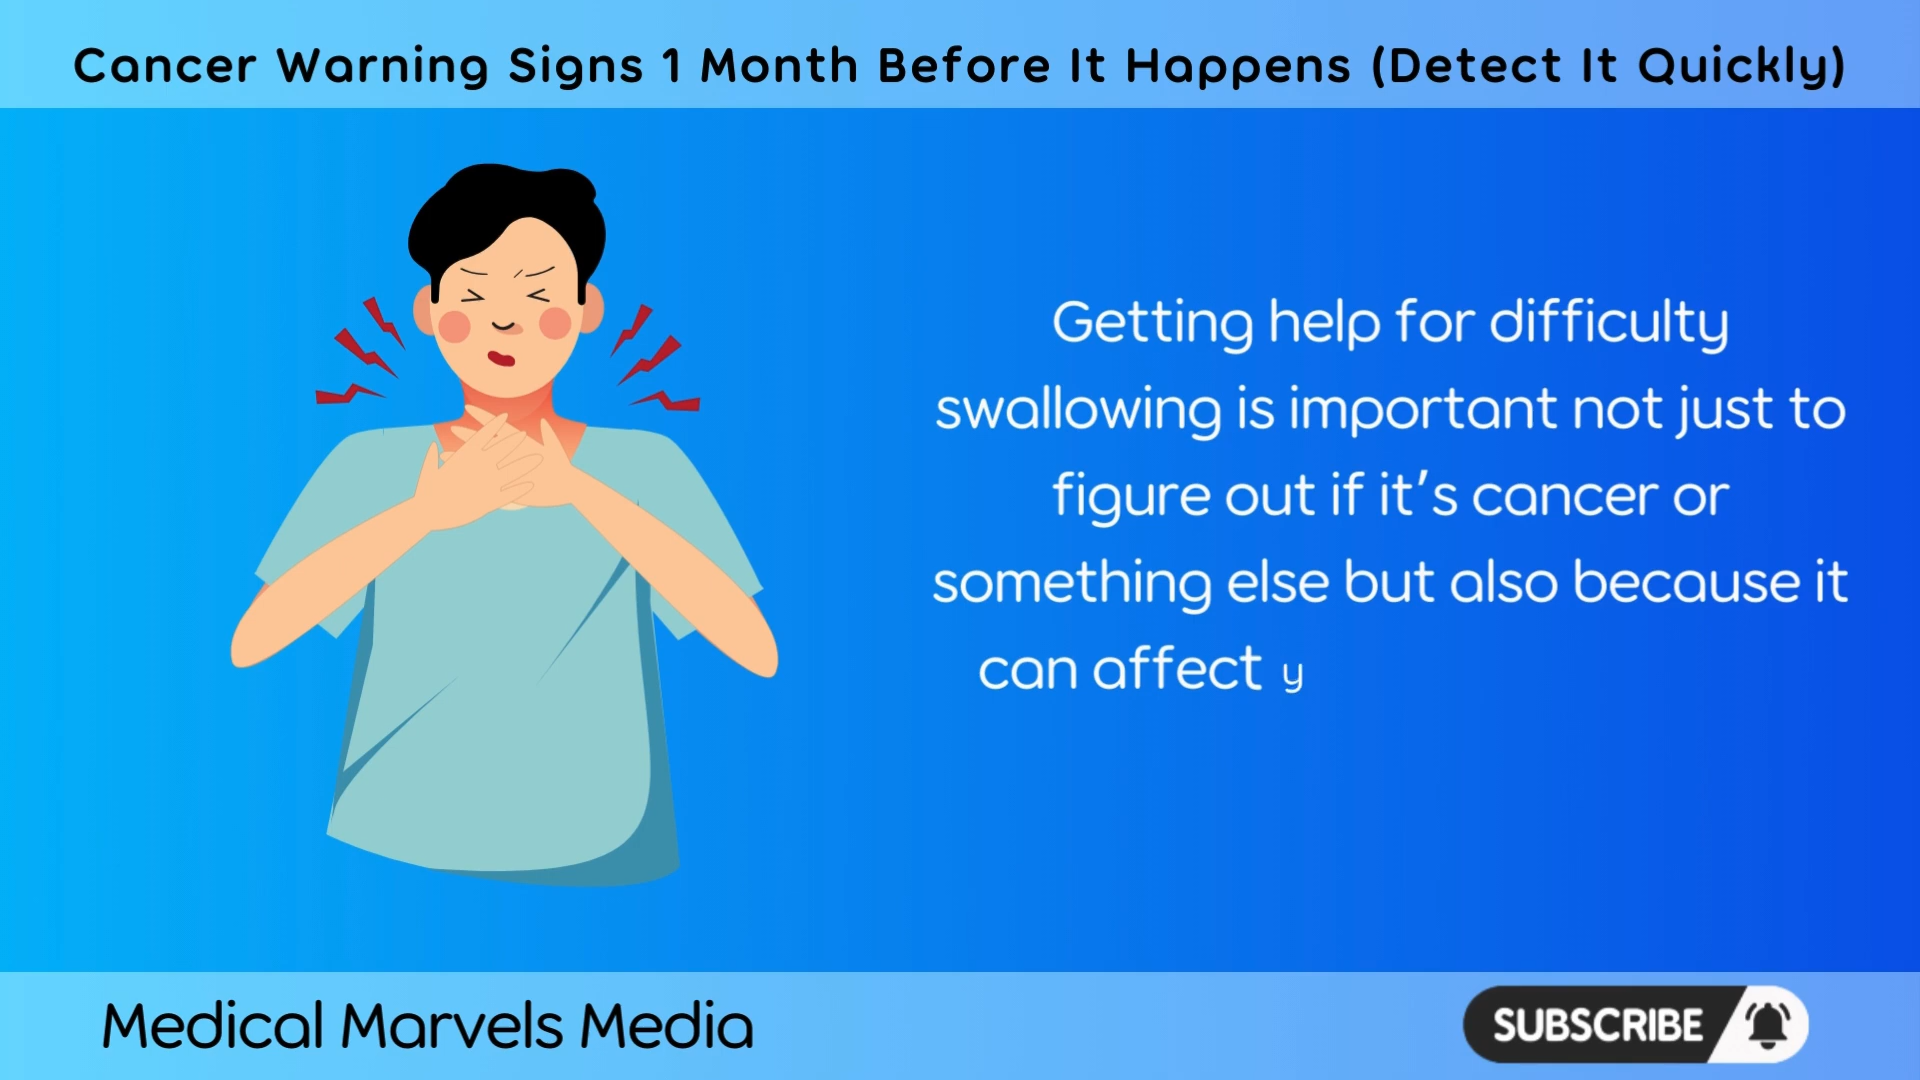 Cancer Warning Signs 1 Month Before It Happens (Detect It Quickly)
Getting help for difficulty
swallowing is important not just to
figure out if it's cancer or
something else but also because it
can affect y
Medical Marvels Media
SUBSCRIBE